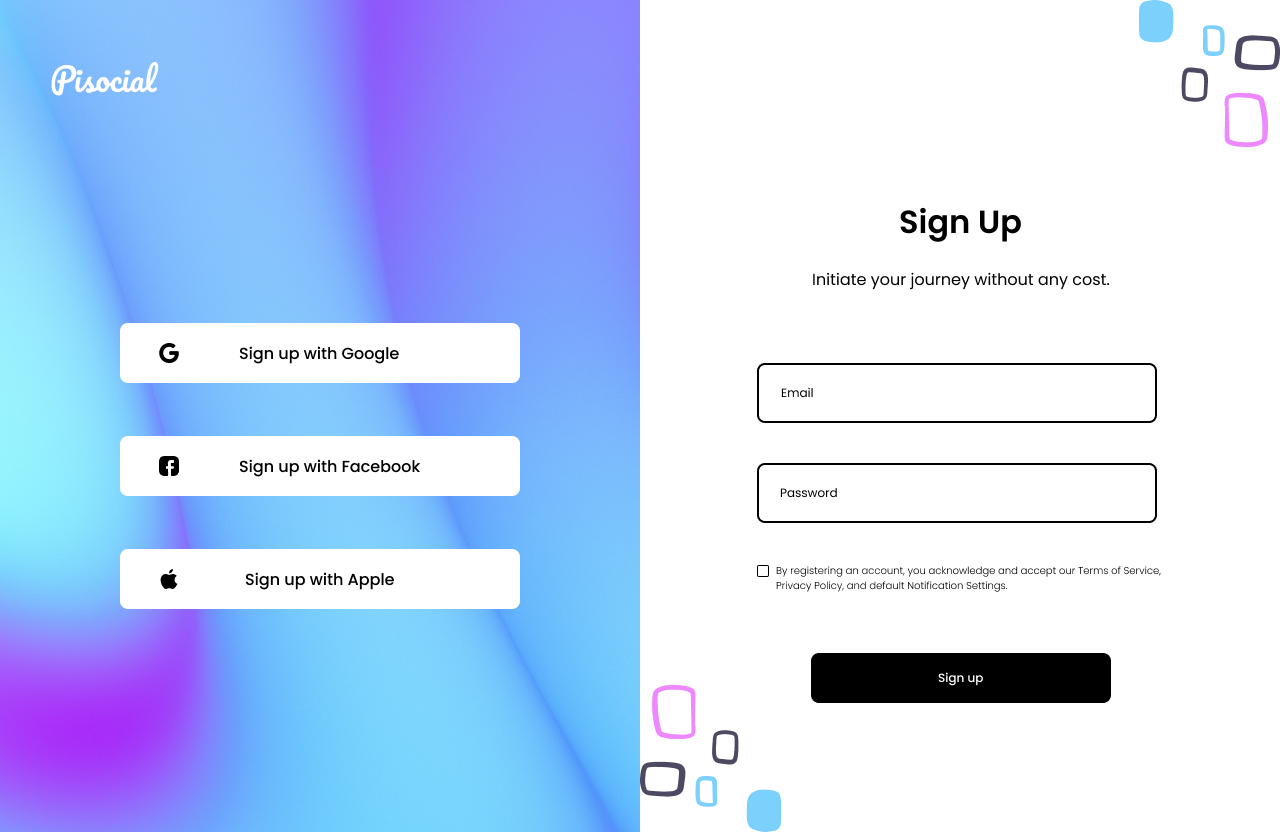 Pisocial
Sign up with Google
Sign up with Facebook
Sign up with Apple
Sign Up
Initiate your journey without any cost.
Email
Password
By registering an account, you acknowledge and accept our Terms of Service,
Privacy Policy, and default Notification Settings.
Sign up